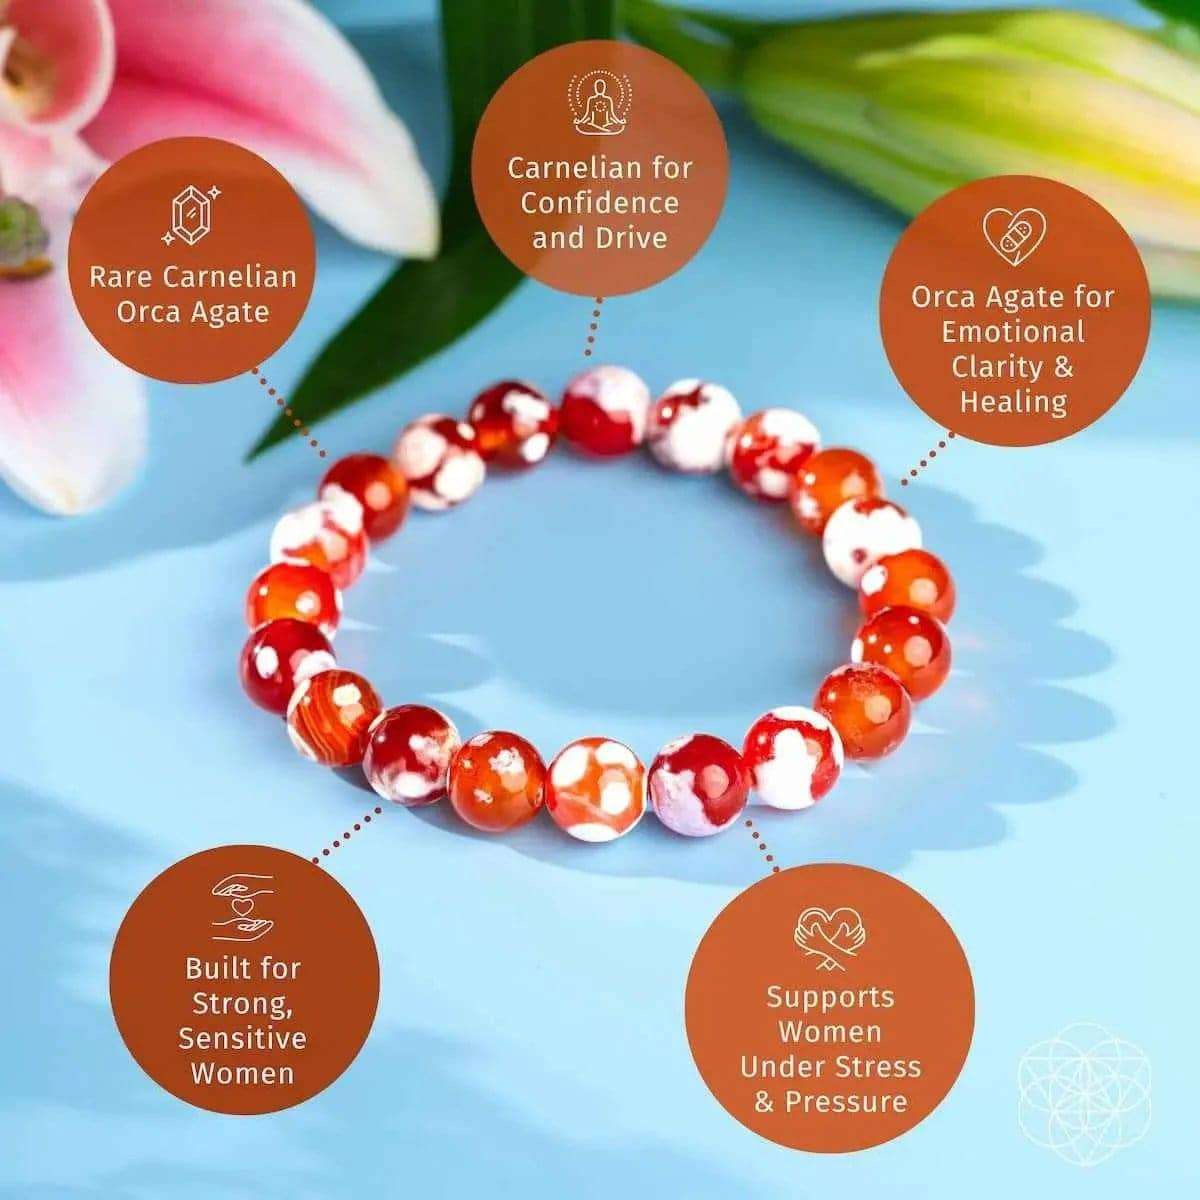 Carnelian for
Confidence
and Drive
Rare Carnelian
Orca Agate
Orca Agate for
Emotional
Clarity &
Healing
Built for
Strong,
Sensitive
Women
Supports
Women
Under Stress
& Pressure